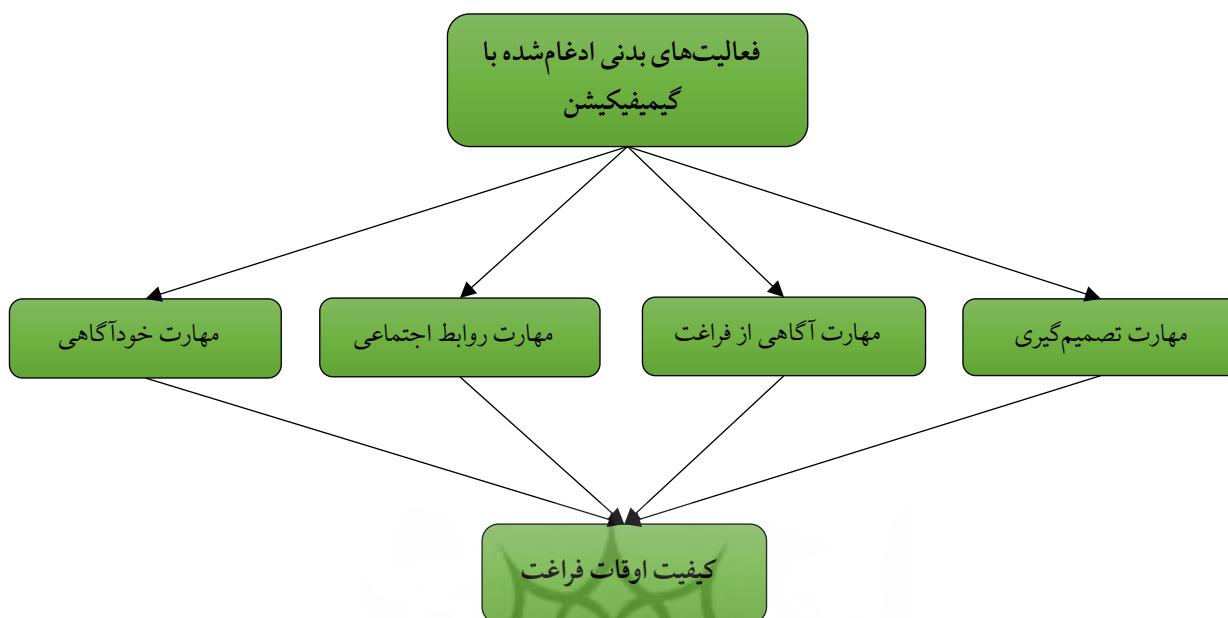 فعالیت‌های بدنی ادغام‌شده با
گیمیفیکیشن
مهارت تصمیم‌گیری
مهارت آگاهی از فراغت
مهارت روابط اجتماعی
مهارت خودآگاهی
کیفیت اوقات فراغت